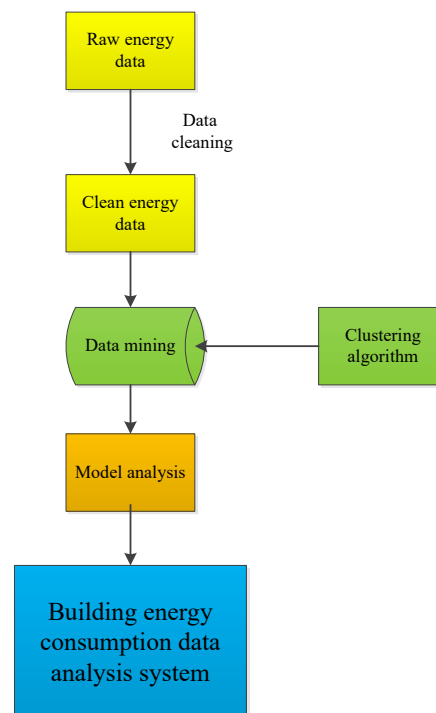 Raw energy
data
Data
cleaning
Clean energy
data
Data mining
Clustering
algorithm
Model analysis
Building energy
consumption data
analysis system